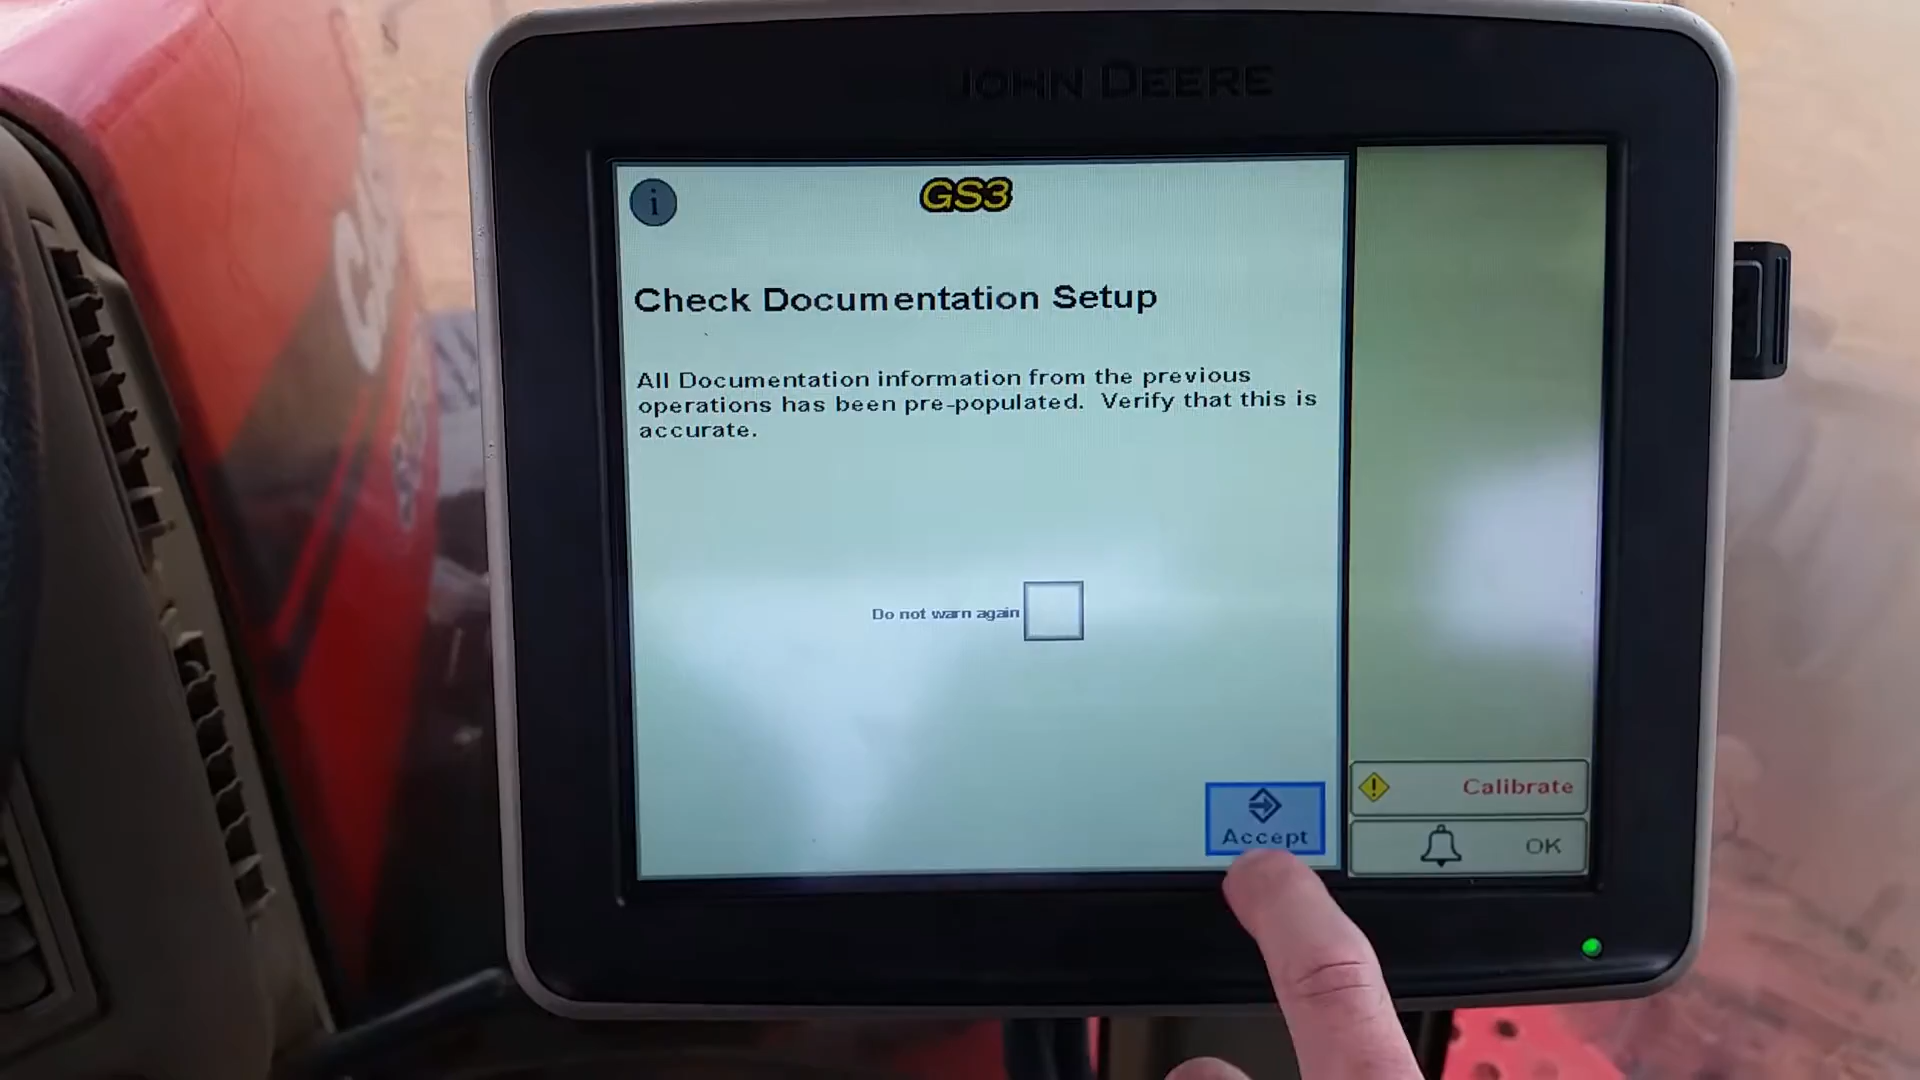 JOHN DEERE
GS3
Check Documentation Setup
All Documentation information from the previous
operations has been pre-populated. Verify that this is
accurate.
Do not warn again
Accept
Calibrate
OK